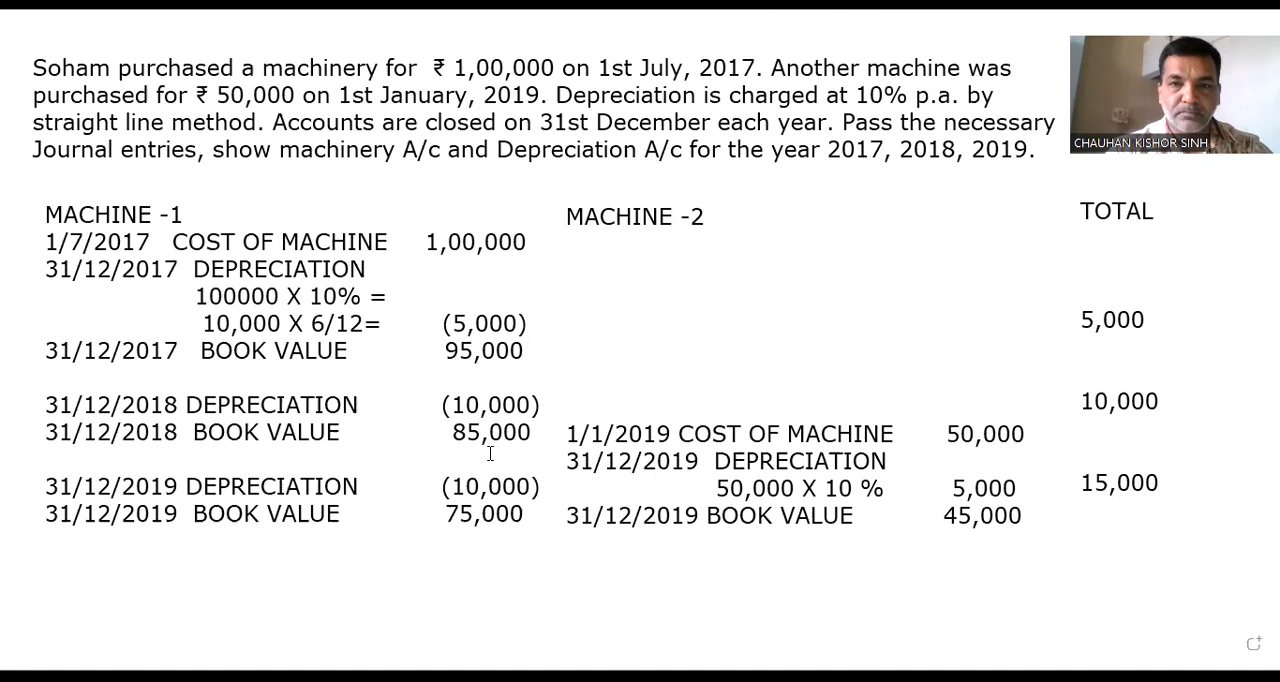 Soham purchased a machinery for ₹ 1,00,000 on 1st July, 2017. Another machine was
purchased for ₹ 50,000 on 1st January, 2019. Depreciation is charged at 10% p.a. by
straight line method. Accounts are closed on 31st December each year. Pass the necessary
Journal entries, show machinery A/c and Depreciation A/c for the year 2017, 2018, 2019.
CHAUHAN KISHOR SINH
MACHINE -1
1/7/2017 COST OF MACHINE 1,00,000
31/12/2017 DEPRECIATION
100000 X 10% =
10,000 X 6/12= (5,000)
31/12/2017 BOOK VALUE 95,000
31/12/2018 DEPRECIATION (10,000)
31/12/2018 BOOK VALUE 85,000
31/12/2019 DEPRECIATION (10,000)
31/12/2019 BOOK VALUE 75,000
MACHINE -2
1/1/2019 COST OF MACHINE 50,000
31/12/2019 DEPRECIATION
50,000 X 10 % 5,000
31/12/2019 BOOK VALUE 45,000
TOTAL
5,000
10,000
15,000